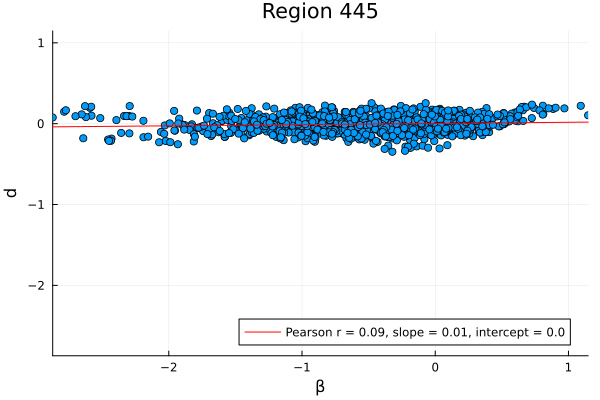 Region 445
1
0
−1
−2
d
−2
−1
0
1
β
Pearson r = 0.09, slope = 0.01, intercept = 0.0